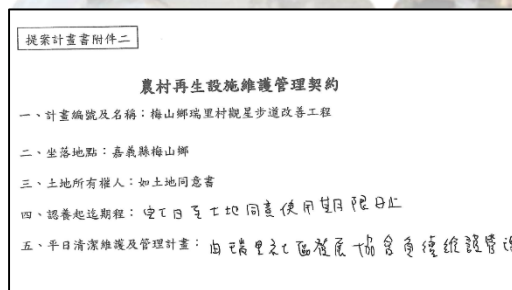 提案計畫書附件二
農村再生設施維護管理契約
一、計畫編號及名稱：梅山鄉瑞里村觀星步道改善工程
二、坐落地點：嘉義縣梅山鄉
三、土地所有權人：如土地同意書
四、認養起迄期程：完工日至土地同意使用期限日止
五、平日清潔維護及管理計畫：由瑞里社區發展協會負維護管